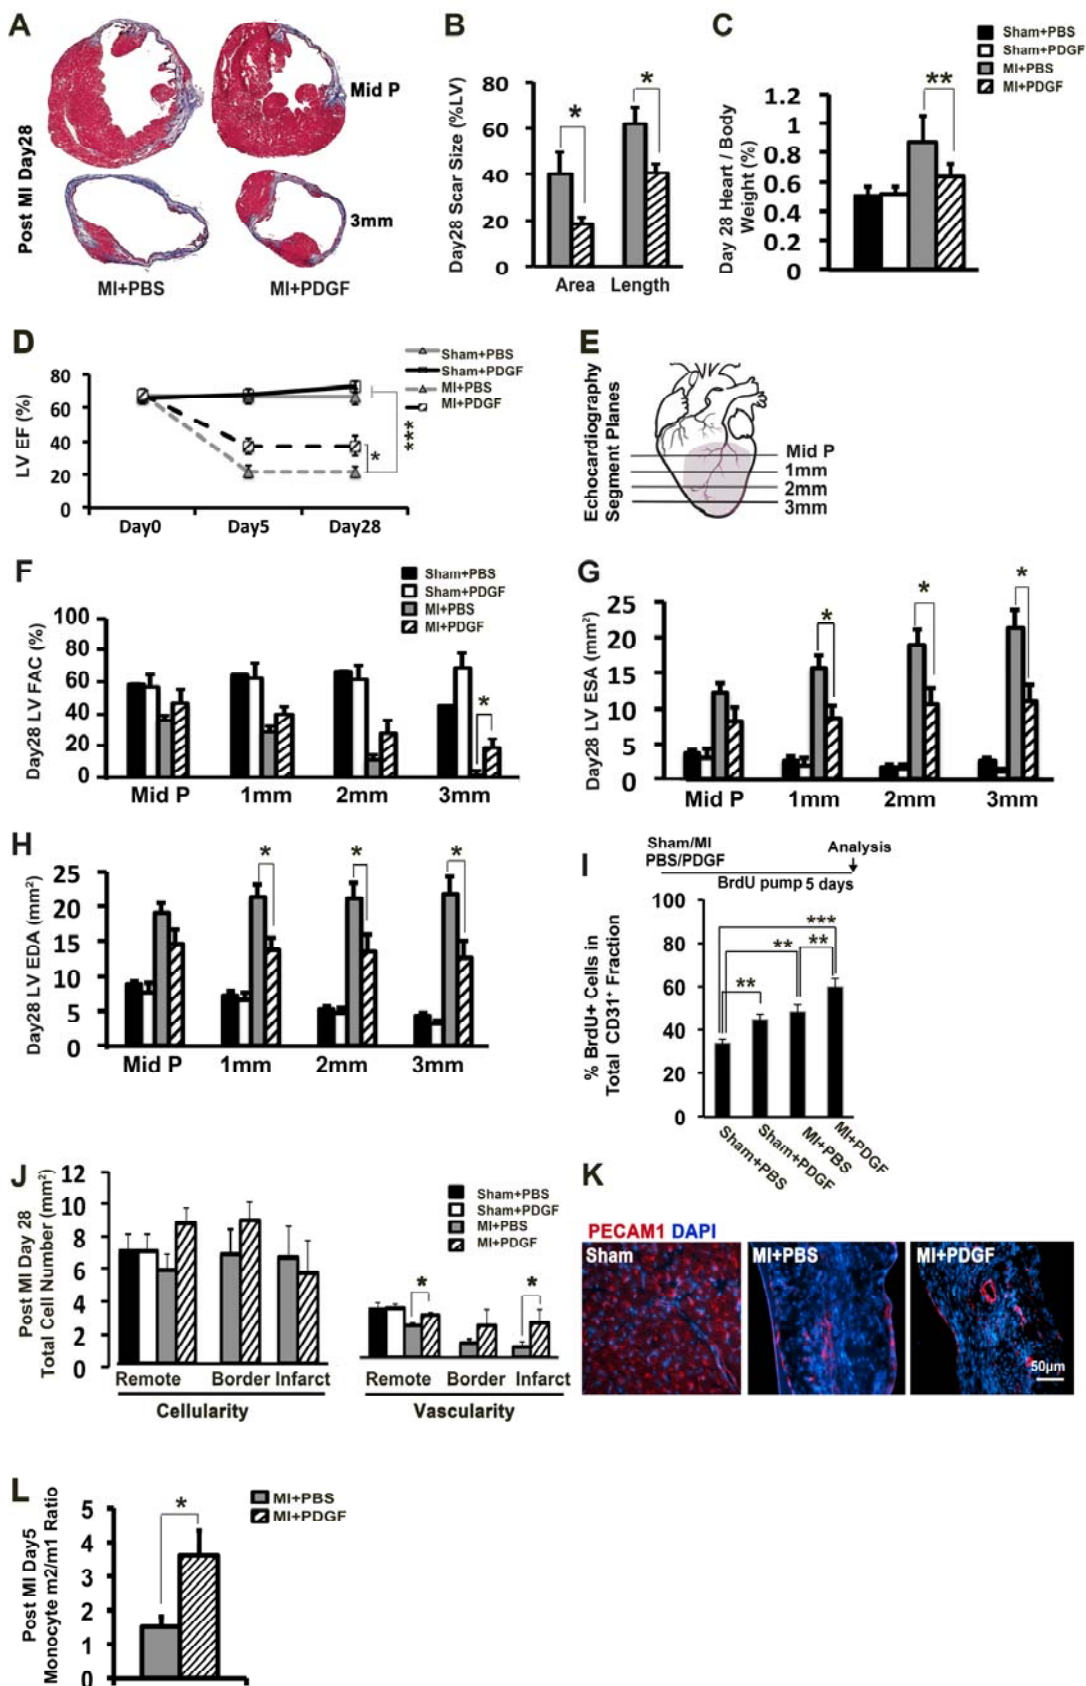 A
Post MI Day28
Mid P
3mm
MI+PBS
MI+PDGF
B
Day28 Scar Size (%LV)
80
60
40
20
0
*
*
Area Length
C
Day 28 Heart / Body
Weight (%)
1.2
1
0.8
0.6
0.4
0.2
0
**
Sham+PBS
Sham+PDGF
MI+PBS
MI+PDGF
D
LV EF (%)
80
60
40
20
0
Day0 Day5 Day28
*
***
Sham+PBS
Sham+PDGF
MI+PBS
MI+PDGF
E
Echocardiography
Segment Planes
Mid P
1mm
2mm
3mm
F
Day28 LV FAC (%)
100
80
60
40
20
0
*
Mid P 1mm 2mm 3mm
Sham+PBS
Sham+PDGF
MI+PBS
MI+PDGF
G
Day28 LV ESA (mm²)
25
20
15
10
5
0
*
*
*
Mid P 1mm 2mm 3mm
H
Day28 LV EDA (mm²)
25
20
15
10
5
0
*
*
*
Mid P 1mm 2mm 3mm
I
Sham/MI
PBS/PDGF
Analysis
BrdU pump 5 days
% BrdU+ Cells in
Total CD31⁺ Fraction
100
80
60
40
20
0
***
** **
**
Sham+PBS
Sham+PDGF
MI+PBS
MI+PDGF
J
Post MI Day 28
Total Cell Number (mm²)
12
10
8
6
4
2
0
Sham+PBS
Sham+PDGF
MI+PBS
MI+PDGF
*
*
Remote Border Infarct
Cellularity
Remote Border Infarct
Vascularity
K
PECAM1 DAPI
Sham
MI+PBS
MI+PDGF
50µm
L
Post MI Day5
Monocyte m2/m1 Ratio
5
4
3
2
1
0
*
MI+PBS
MI+PDGF